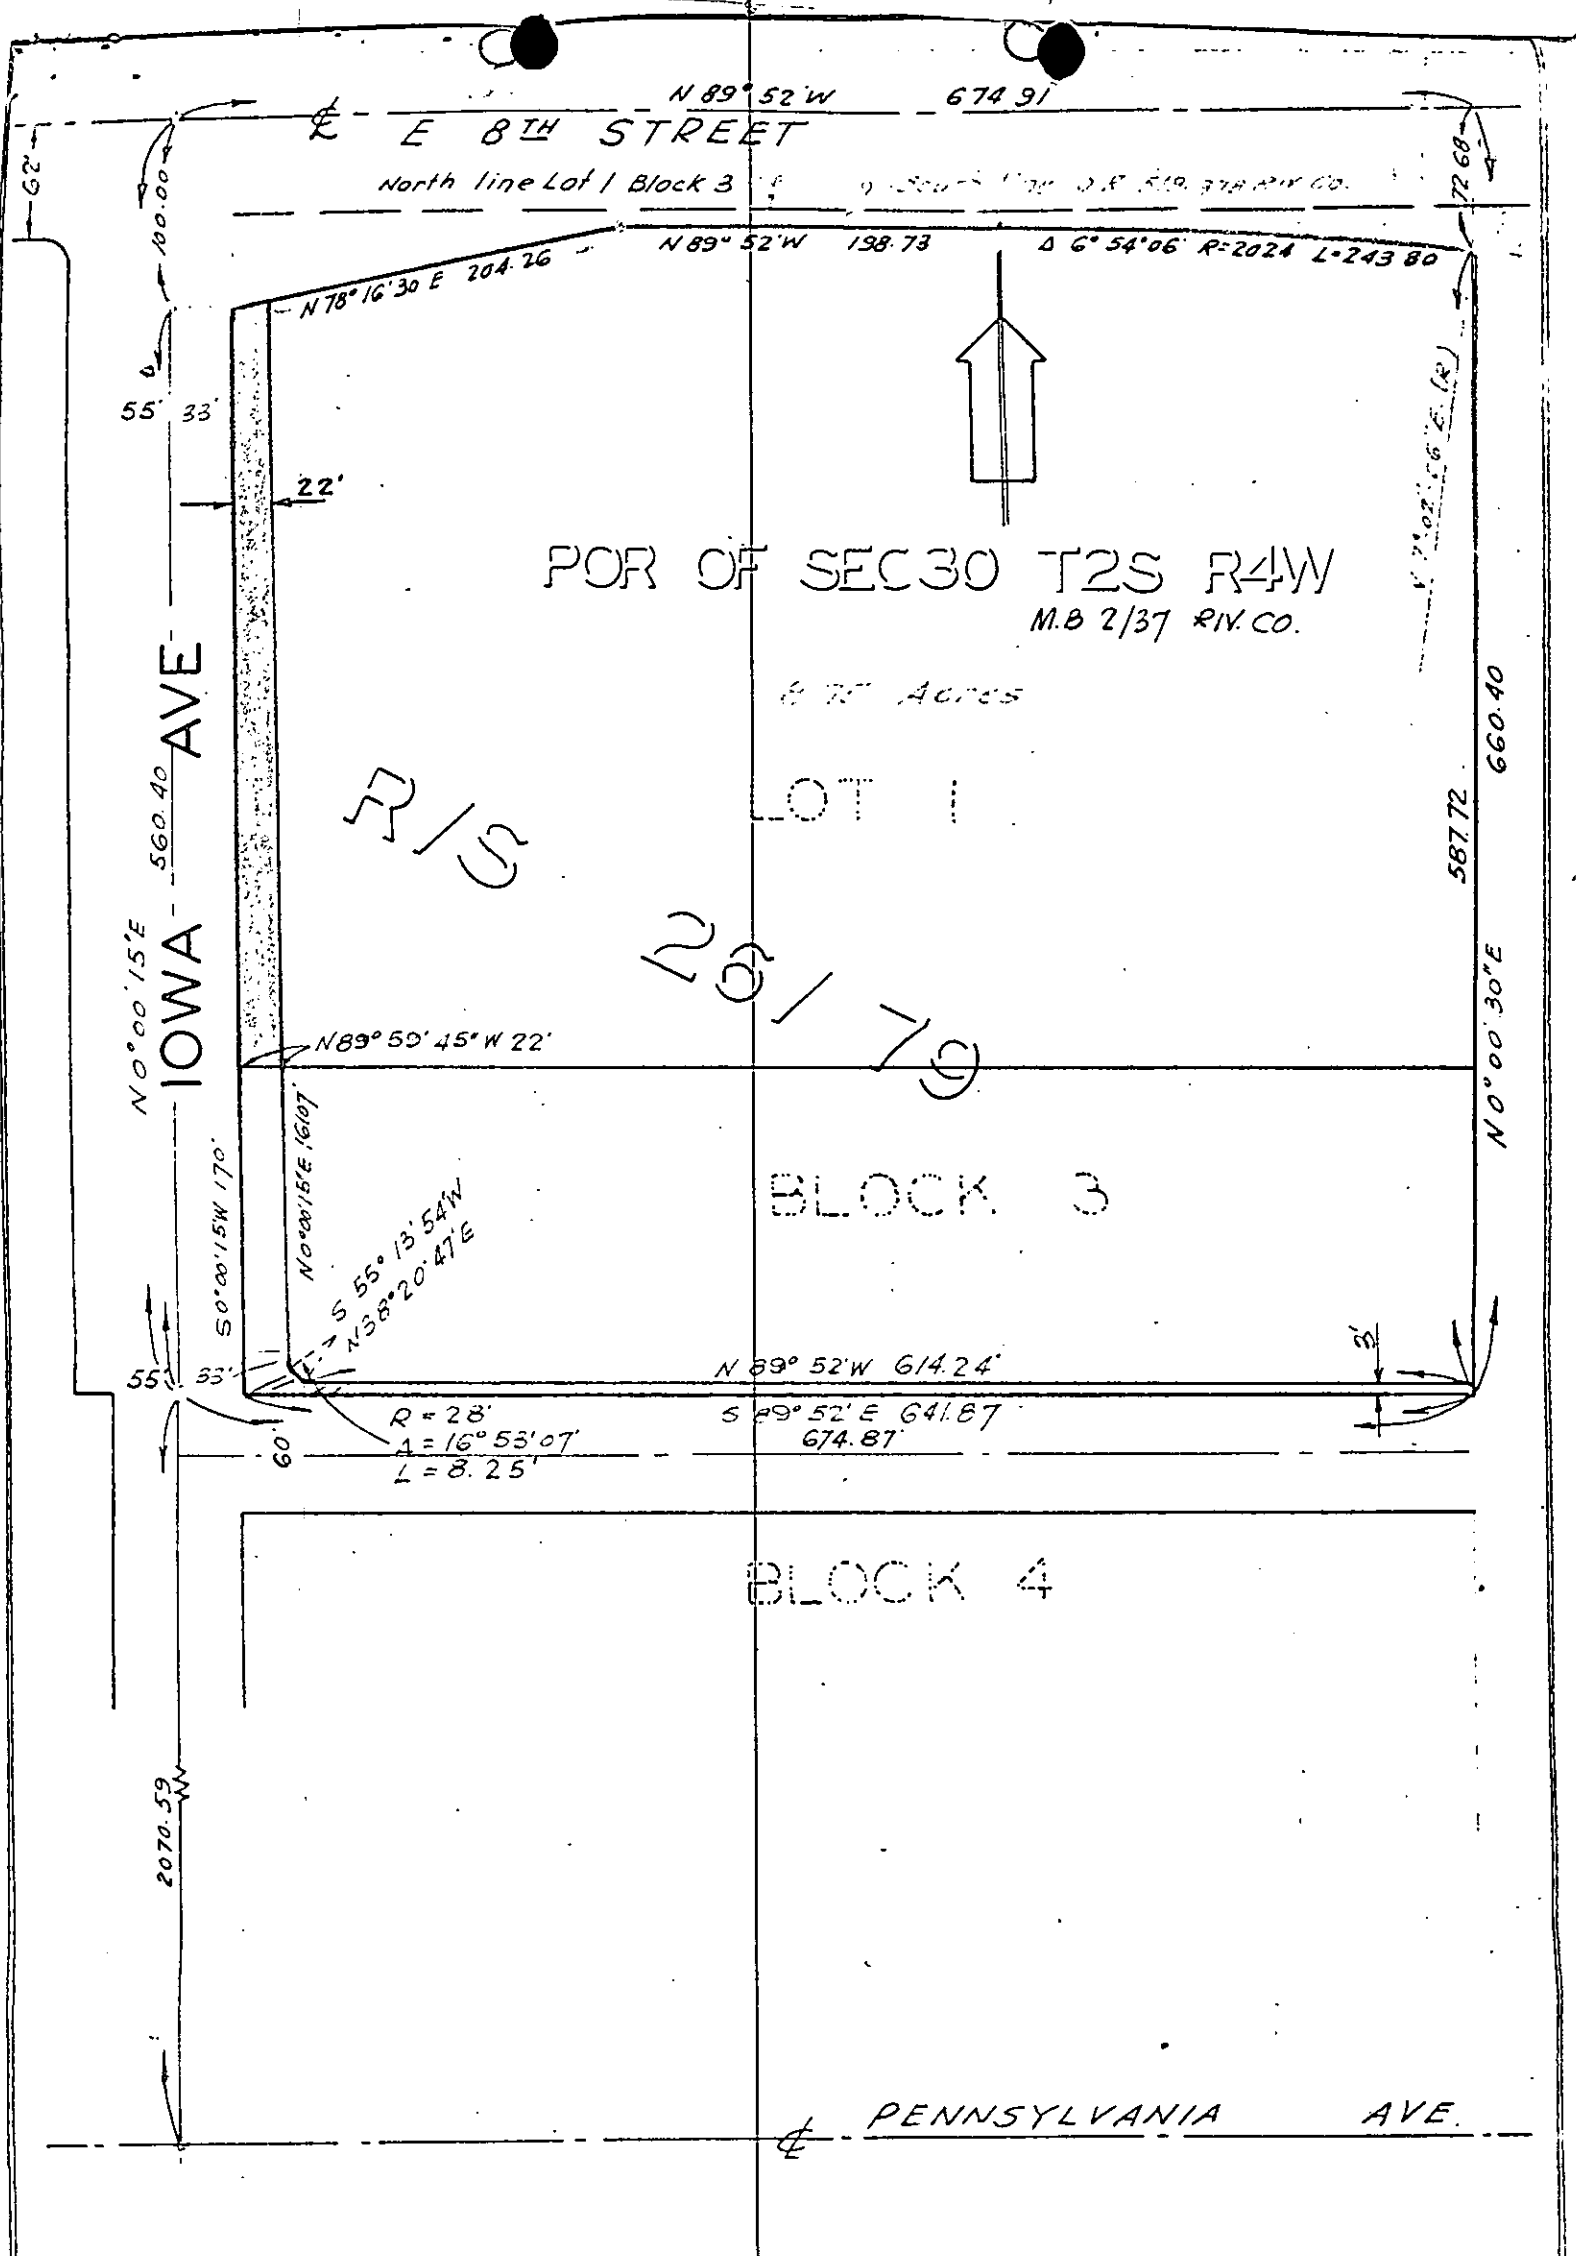 N 89° 52' W 674.91
℄ E 8TH STREET
North line Lot 1 Block 3
62'
100.00
72.68
N 78° 16' 30 E 204.26
N 89° 52' W 198.73
Δ 6° 54' 06 R=2024 L=243.80
55' 33'
22'
E. (R)
POR OF SEC 30 T2S R4W
M.B 2/37 RIV. CO.
Acres
LOT 1
R/S
IOWA AVE
N 0° 00' 15" E 560.40
660.40
587.72
N 0° 00' 30" E
N 89° 59' 45" W 22'
S 0° 00' 15" W 170'
N 0° 00' 15" E 161.07'
BLOCK 3
S 55° 13' 54" W
N 38° 20' 47" E
3'
55' 33'
N 89° 52' W 614.24'
S 89° 52' E 641.87'
674.87'
60'
R = 28'
Δ = 16° 53' 07"
L = 8.25'
BLOCK 4
2070.59
℄ PENNSYLVANIA AVE.